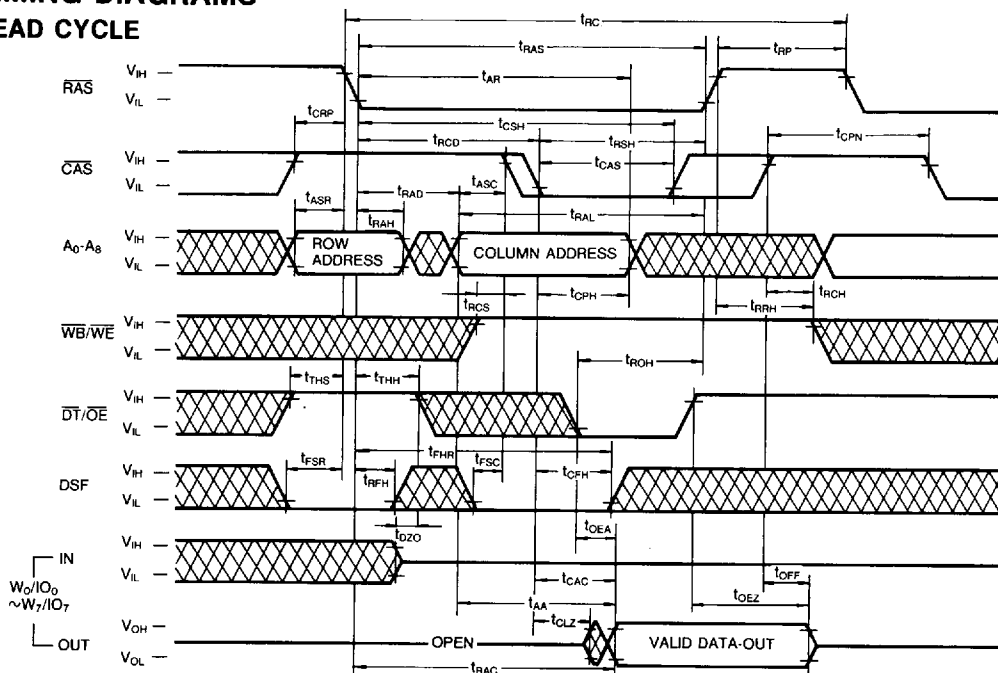 MING DIAGRAMS
EAD CYCLE
tRC
tRAS
tRP
RAS
VIH
VIL
tAR
tCRP
tCSH
tRCD
tRSH
tCPN
CAS
VIH
VIL
tCAS
tASR
tRAD
tASC
tRAH
tRAL
A0-A8
VIH
VIL
ROW
ADDRESS
COLUMN ADDRESS
tRCS
tCPH
tRCH
tRRH
WB/WE
VIH
VIL
tROH
tTHS
tTHH
DT/OE
VIH
VIL
tFHR
tFSR
tRFH
tFSC
tCFH
DSF
VIH
VIL
tDZO
tOEA
IN
VIH
VIL
tCAC
tOFF
W0/IO0
~W7/IO7
tAA
tOEZ
tCLZ
OUT
VOH
VOL
OPEN
VALID DATA-OUT
tRAC